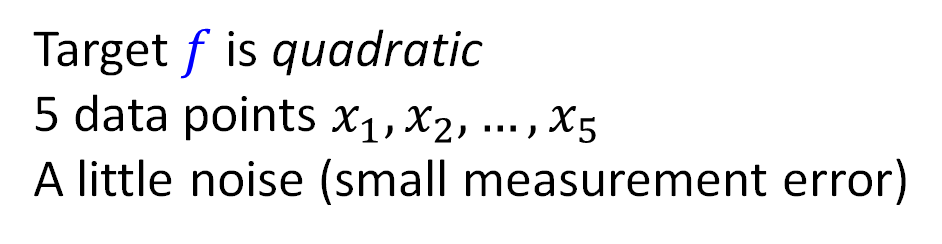 Target f is quadratic
5 data points x₁, x₂, … , x₅
A little noise (small measurement error)